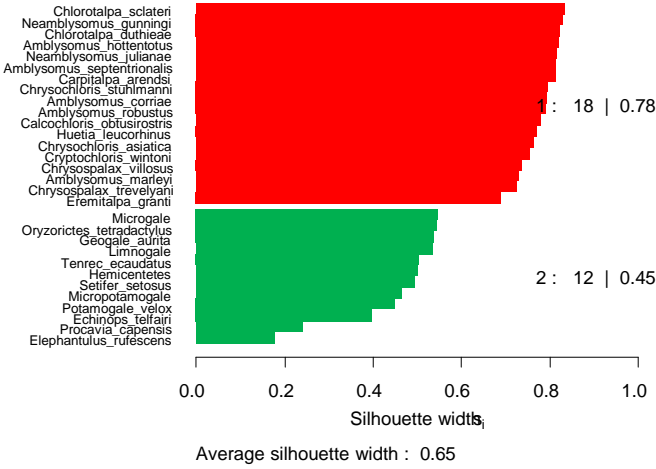 Chlorotalpa_sclateri
Neamblysomus_gunningi
Chlorotalpa_duthieae
Amblysomus_hottentotus
Neamblysomus_julianae
Amblysomus_septentrionalis
Carpitalpa_arendsi
Chrysochloris_stuhlmanni
Amblysomus_corriae
1 : 18 | 0.78
Amblysomus_robustus
Calcochloris_obtusirostris
Huetia_leucorhinus
Chrysochloris_asiatica
Cryptochloris_wintoni
Chrysospalax_villosus
Amblysomus_marleyi
Chrysospalax_trevelyani
Eremitalpa_granti
Microgale
Oryzorictes_tetradactylus
Geogale_aurita
Limnogale
Tenrec_ecaudatus
Hemicentetes
2 : 12 | 0.45
Setifer_setosus
Micropotamogale
Potamogale_velox
Echinops_telfairi
Procavia_capensis
Elephantulus_rufescens
0.0 0.2 0.4 0.6 0.8 1.0
Silhouette width si
Average silhouette width : 0.65